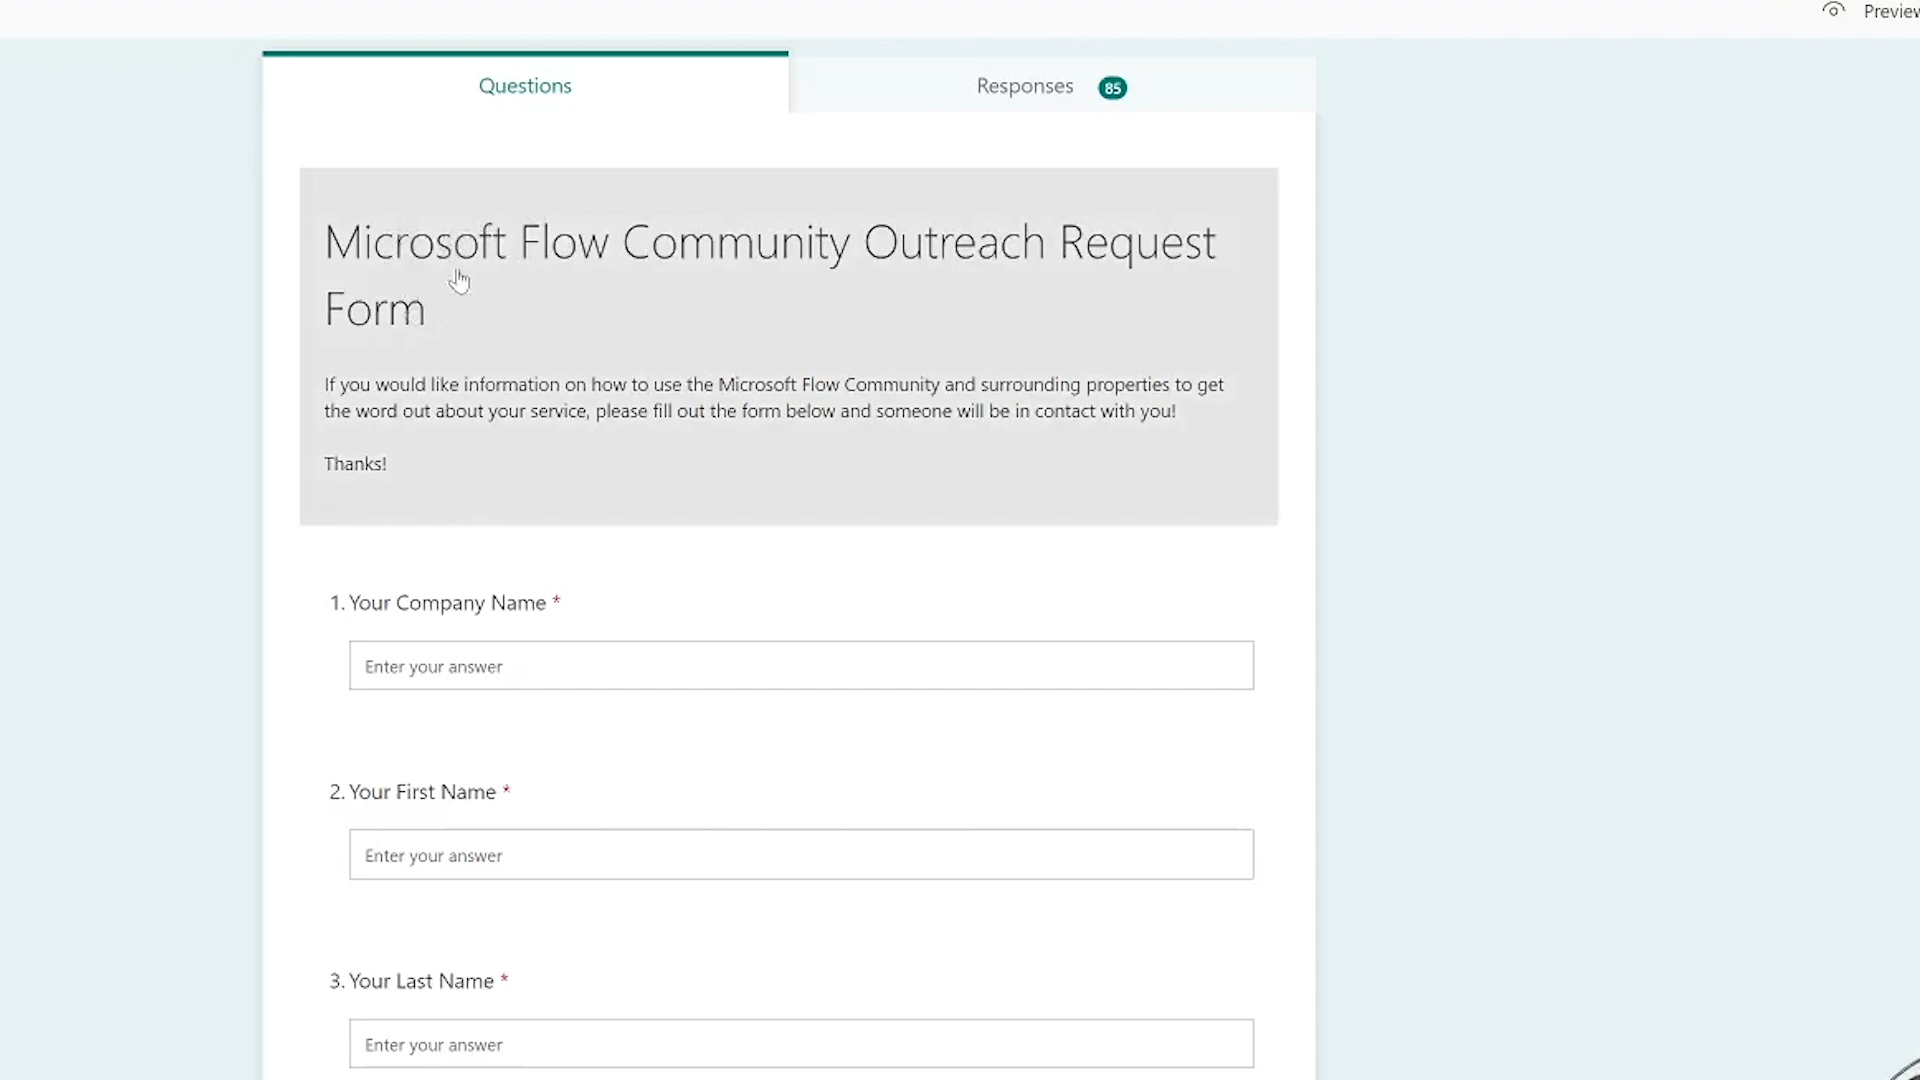 Preview
Questions
Responses 85
Microsoft Flow Community Outreach Request
Form
If you would like information on how to use the Microsoft Flow Community and surrounding properties to get
the word out about your service, please fill out the form below and someone will be in contact with you!
Thanks!
1. Your Company Name *
Enter your answer
2. Your First Name *
Enter your answer
3. Your Last Name *
Enter your answer